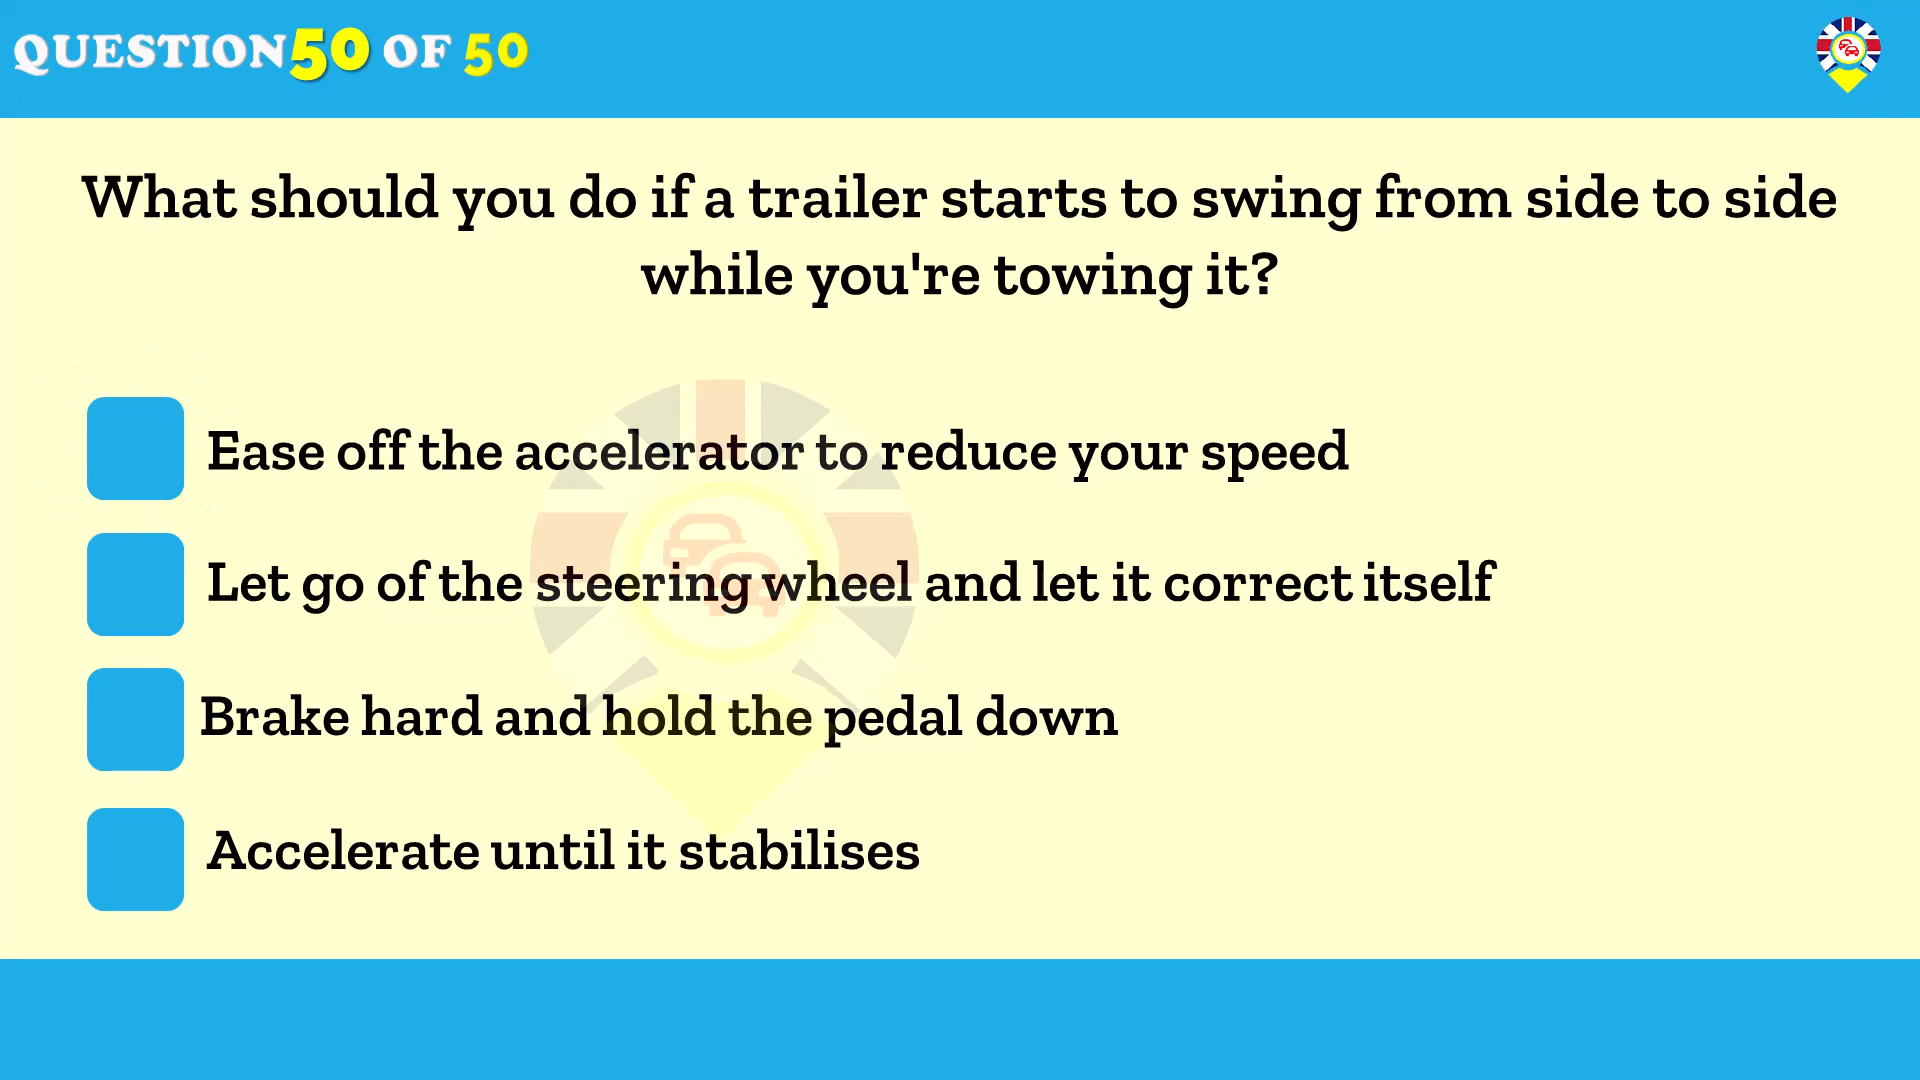 QUESTION 50 OF 50
What should you do if a trailer starts to swing from side to side
while you're towing it?
Ease off the accelerator to reduce your speed
Let go of the steering wheel and let it correct itself
Brake hard and hold the pedal down
Accelerate until it stabilises